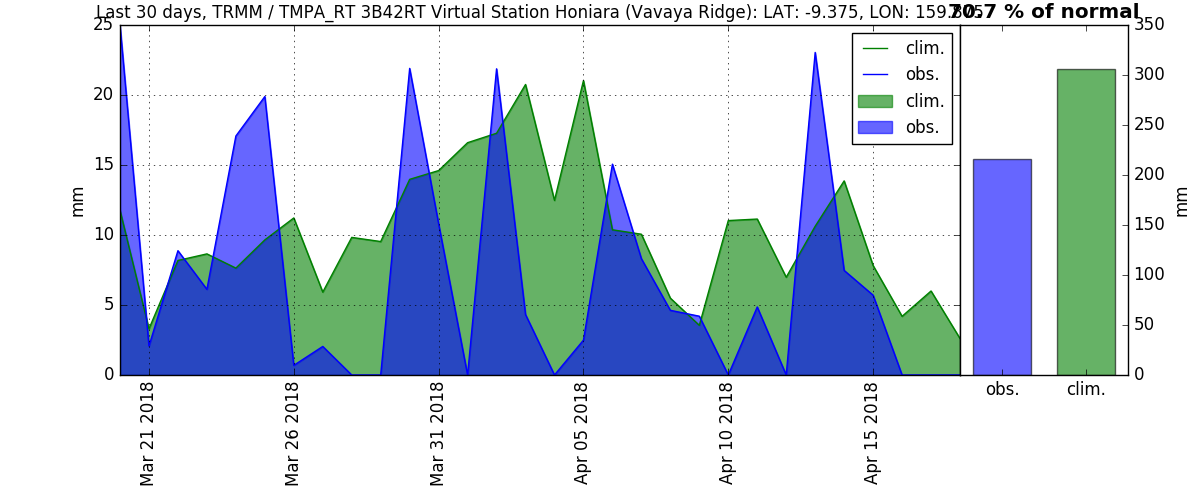 Last 30 days, TRMM / TMPA_RT 3B42RT Virtual Station Honiara (Vavaya Ridge): LAT: -9.375, LON: 159.875
70.7 % of normal
25
20
15
10
5
0
mm
clim.
obs.
clim.
obs.
Mar 21 2018
Mar 26 2018
Mar 31 2018
Apr 05 2018
Apr 10 2018
Apr 15 2018
350
300
250
200
150
100
50
0
mm
obs.
clim.